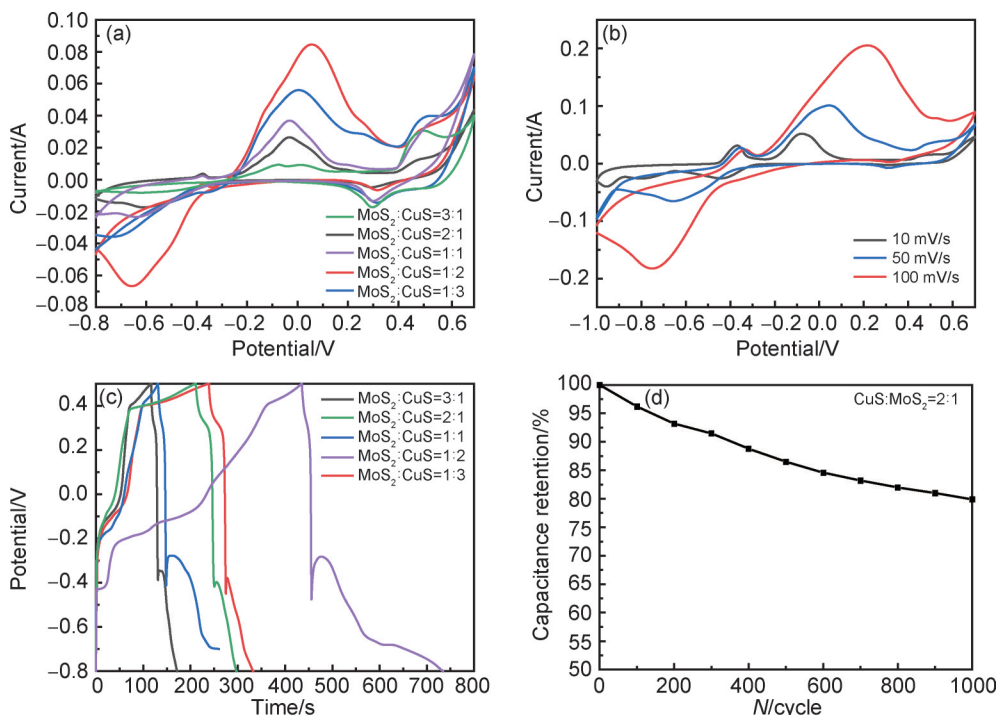 (a)
Current/A
0.10
0.08
0.06
0.04
0.02
0.00
−0.02
−0.04
−0.06
−0.08
−0.8 −0.6 −0.4 −0.2 0.0 0.2 0.4 0.6
Potential/V
MoS₂:CuS=3:1
MoS₂:CuS=2:1
MoS₂:CuS=1:1
MoS₂:CuS=1:2
MoS₂:CuS=1:3
(b)
Current/A
0.2
0.1
0.0
−0.1
−0.2
−1.0 −0.8 −0.6 −0.4 −0.2 0.0 0.2 0.4 0.6
Potential/V
10 mV/s
50 mV/s
100 mV/s
(c)
Potential/V
0.4
0.2
0.0
−0.2
−0.4
−0.6
−0.8
0 100 200 300 400 500 600 700 800
Time/s
MoS₂:CuS=3:1
MoS₂:CuS=2:1
MoS₂:CuS=1:1
MoS₂:CuS=1:2
MoS₂:CuS=1:3
(d)
CuS:MoS₂=2:1
Capacitance retention/%
100
95
90
85
80
75
70
65
60
55
50
0 200 400 600 800 1000
N/cycle